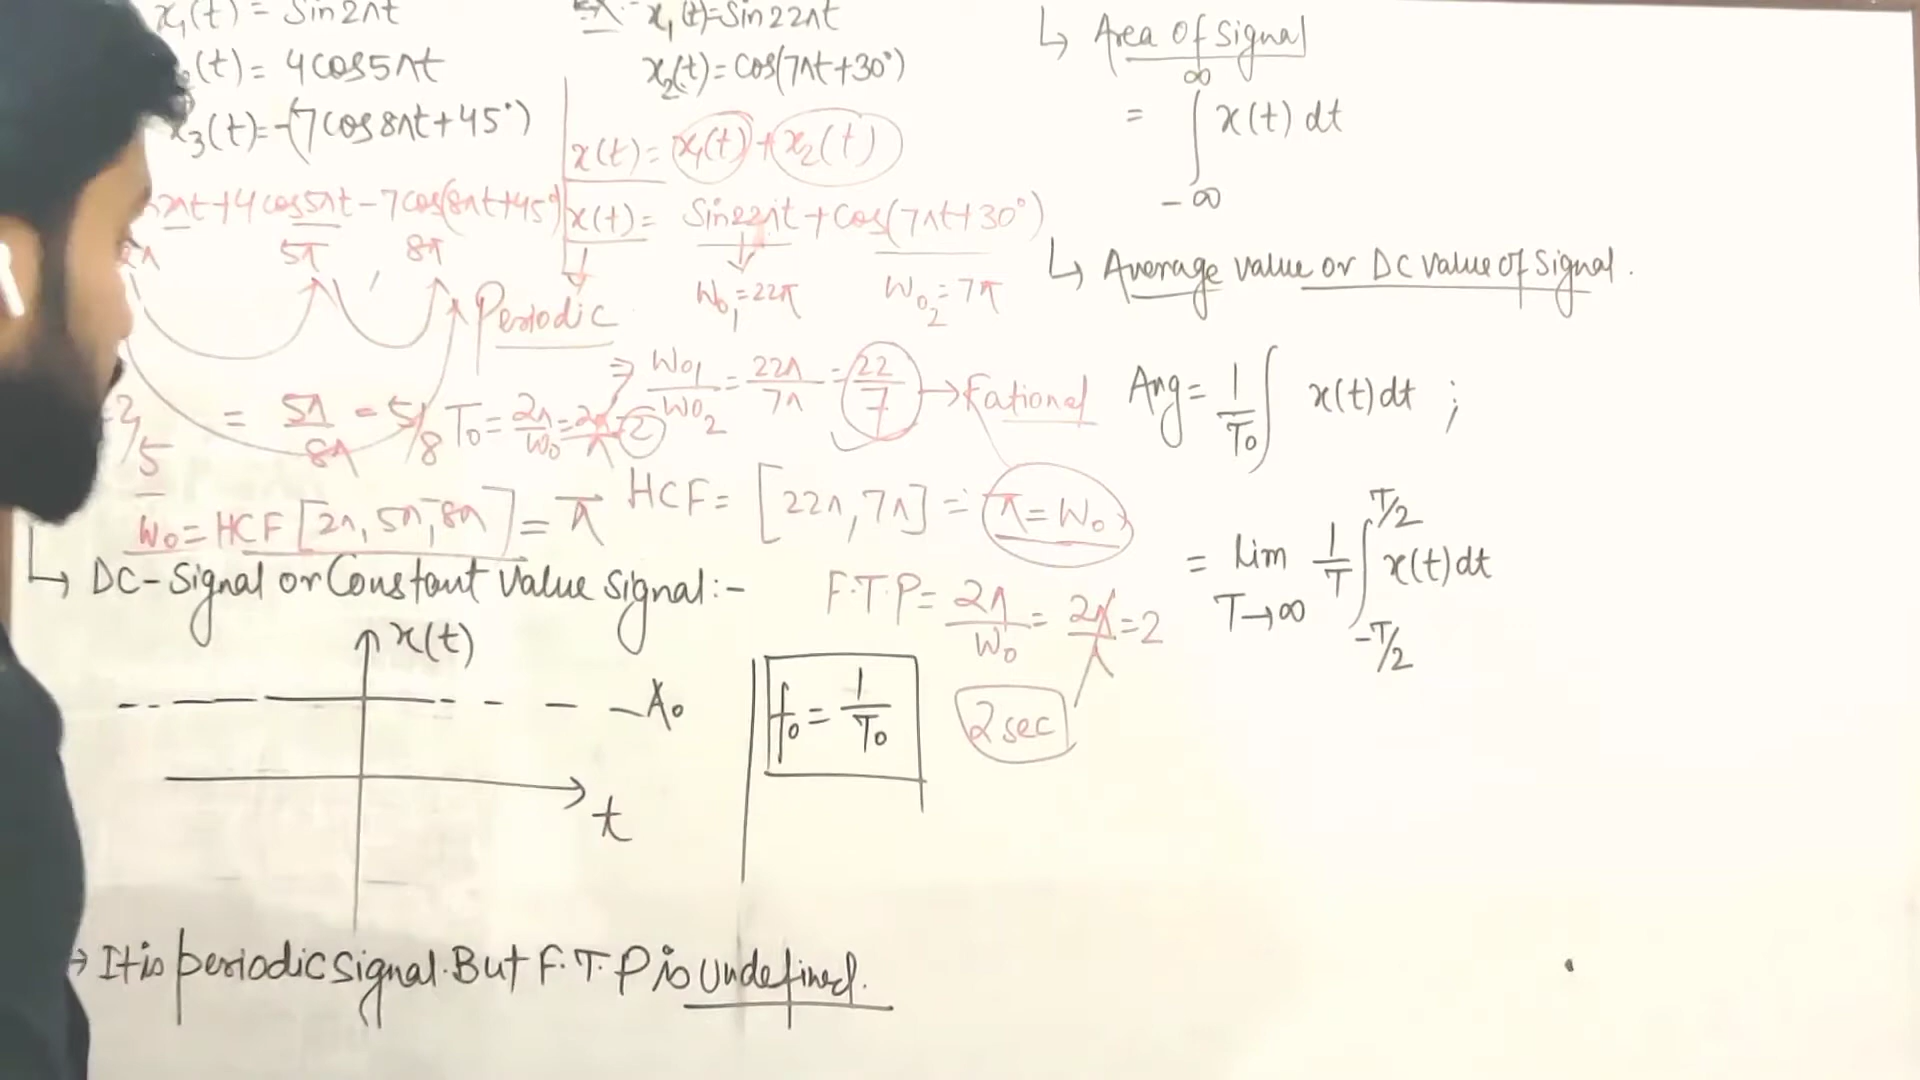 x₁(t) = Sin2πt
(t) = 4cos5πt
x₃(t) = -(7cos8πt+45°)
πt+4cos5πt-7cos(8πt+45°)
5π 8π
= 5π/8π = 5/8
T₀ = 2π/W₀ = 2π/π = 2
W₀ = HCF [2π, 5π, 8π] = π
Ex:- x₁(t)=Sin22πt
x₂(t)=cos(7πt+30°)
x(t) = x₁(t)+x₂(t)
x(t) = Sin22πt+Cos(7πt+30°)
Periodic
W₀₁=22π W₀₂=7π
⇒ W₀₁/W₀₂ = 22π/7π = 22/7 → Rational
HCF = [22π, 7π] = π = W₀
F.T.P = 2π/W₀ = 2π/π = 2
2 sec
↳ DC-Signal or Constant Value Signal:-
x(t)
A₀
t
f₀ = 1/T₀
→ It is periodic signal. But F.T.P is undefined.
↳ Area of Signal
= ∫_{-∞}^{∞} x(t) dt
↳ Average value or DC value of Signal.
Avg = 1/T₀ ∫ x(t) dt ;
= Lim T→∞ 1/T ∫_{-T/2}^{T/2} x(t) dt